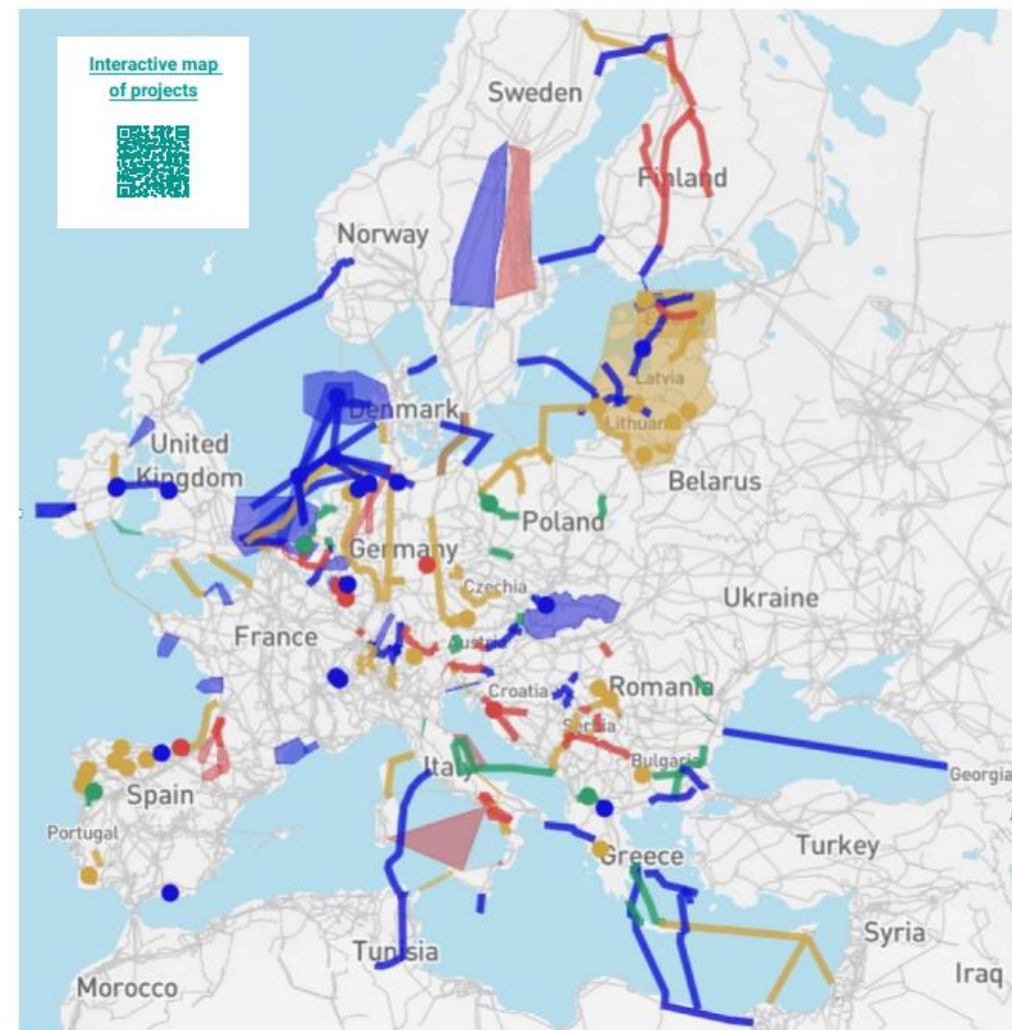 Interactive map
of projects
Sweden
Finland
Norway
Denmark
Latvia
Lithuan
United
Kingdom
Belarus
Poland
Germany
Czechia
Ukraine
France
Austria
Croatia
Romania
Serbia
Bulgaria
Italy
Georgia
Spain
Portugal
Greece
Turkey
Syria
Tunisia
Iraq
Morocco